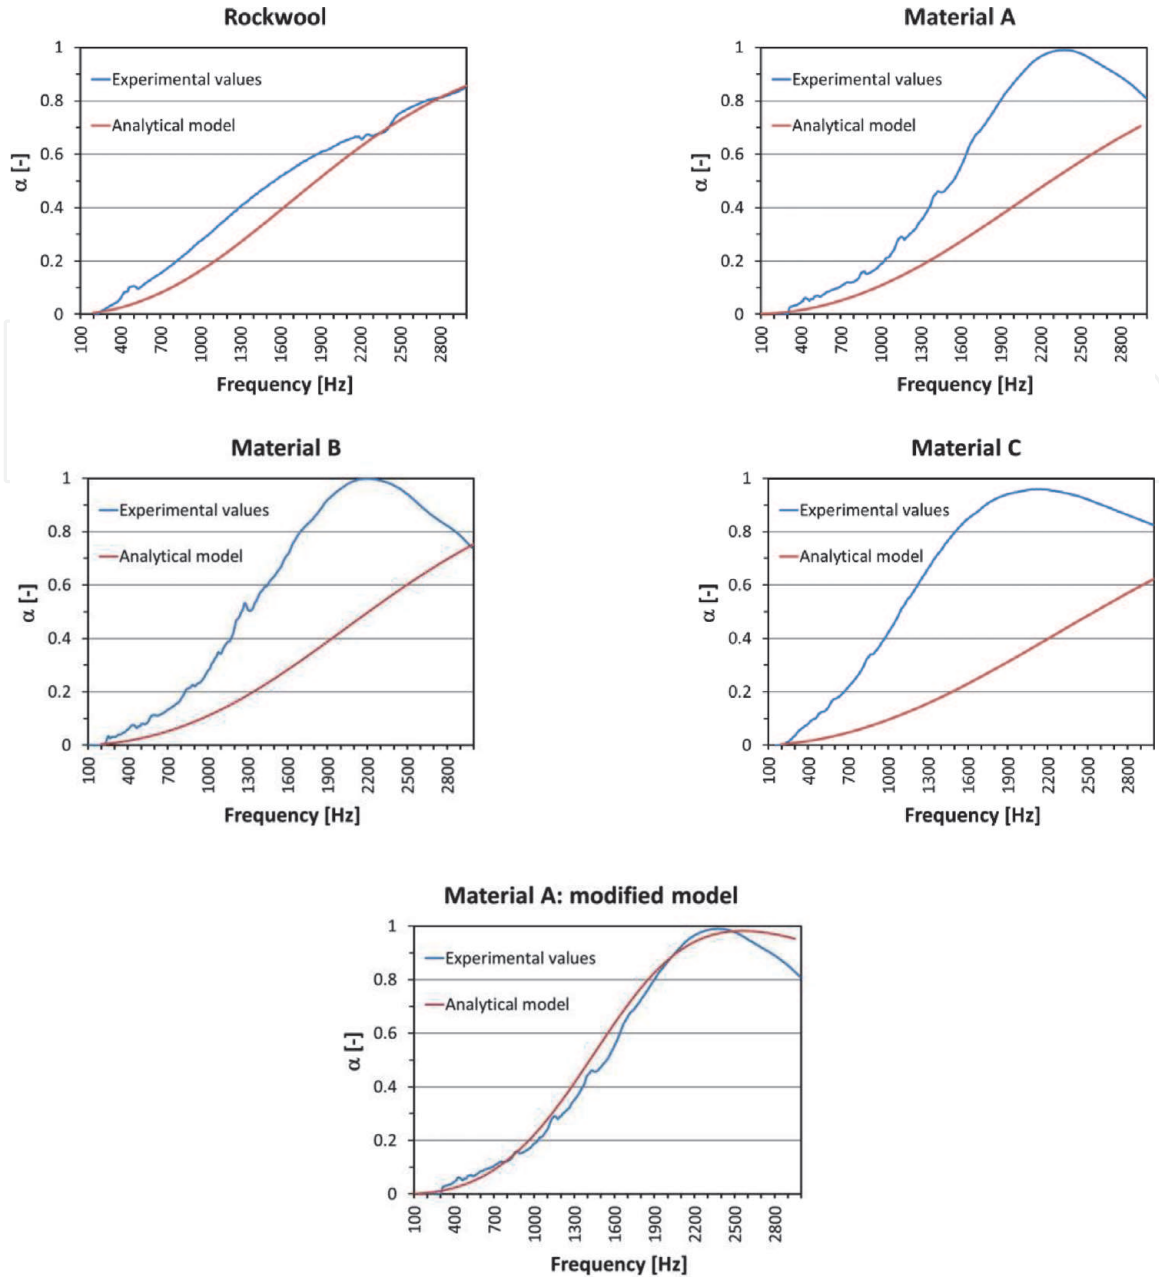 Rockwool
1
0.8
0.6
0.4
0.2
0
α [-]
Experimental values
Analytical model
100 400 700 1000 1300 1600 1900 2200 2500 2800
Frequency [Hz]
Material A
1
0.8
0.6
0.4
0.2
0
α [-]
Experimental values
Analytical model
100 400 700 1000 1300 1600 1900 2200 2500 2800
Frequency [Hz]
Material B
1
0.8
0.6
0.4
0.2
0
α [-]
Experimental values
Analytical model
100 400 700 1000 1300 1600 1900 2200 2500 2800
Frequency [Hz]
Material C
1
0.8
0.6
0.4
0.2
0
α [-]
Experimental values
Analytical model
100 400 700 1000 1300 1600 1900 2200 2500 2800
Frequency [Hz]
Material A: modified model
1
0.8
0.6
0.4
0.2
0
α [-]
Experimental values
Analytical model
100 400 700 1000 1300 1600 1900 2200 2500 2800
Frequency [Hz]